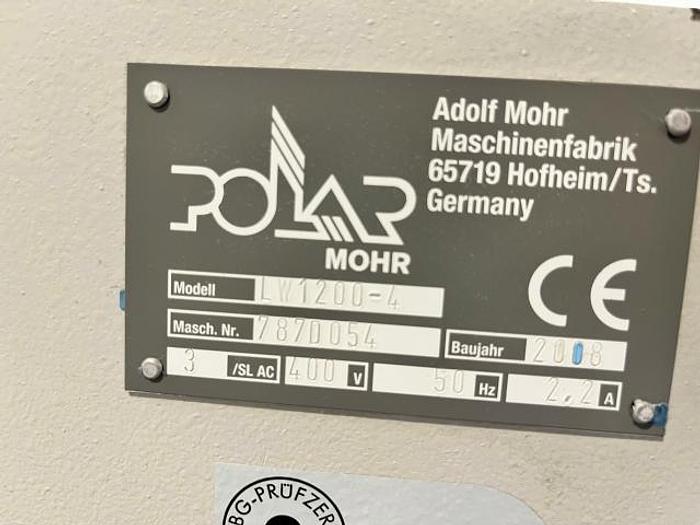 POLAR
MOHR
Adolf Mohr
Maschinenfabrik
65719 Hofheim/Ts.
Germany
CE
Modell LW1200-4
Masch. Nr. 787D054
Baujahr 2008
3 /SL AC 400 V 50 Hz 2,2 A
BG-PRÜFZER